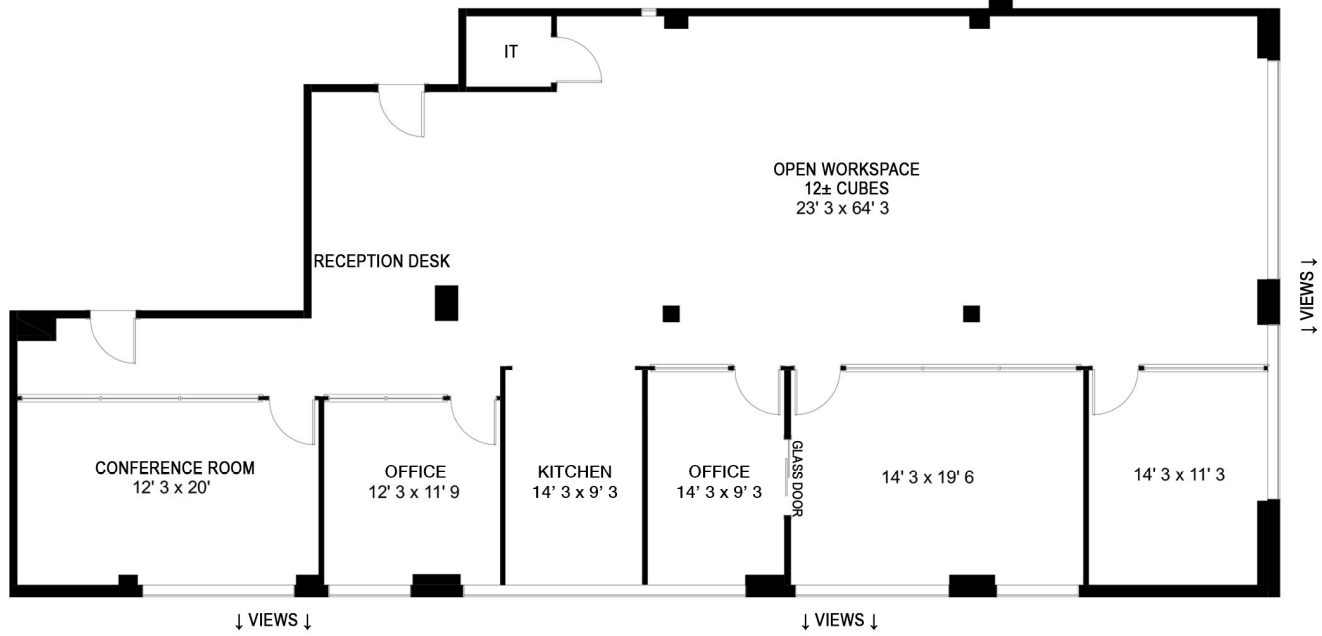 IT
OPEN WORKSPACE
12± CUBES
23' 3 x 64' 3
RECEPTION DESK
↓ VIEWS ↓
CONFERENCE ROOM
12' 3 x 20'
OFFICE
12' 3 x 11' 9
KITCHEN
14' 3 x 9' 3
OFFICE
14' 3 x 9' 3
GLASS DOOR
14' 3 x 19' 6
14' 3 x 11' 3
↓ VIEWS ↓
↓ VIEWS ↓